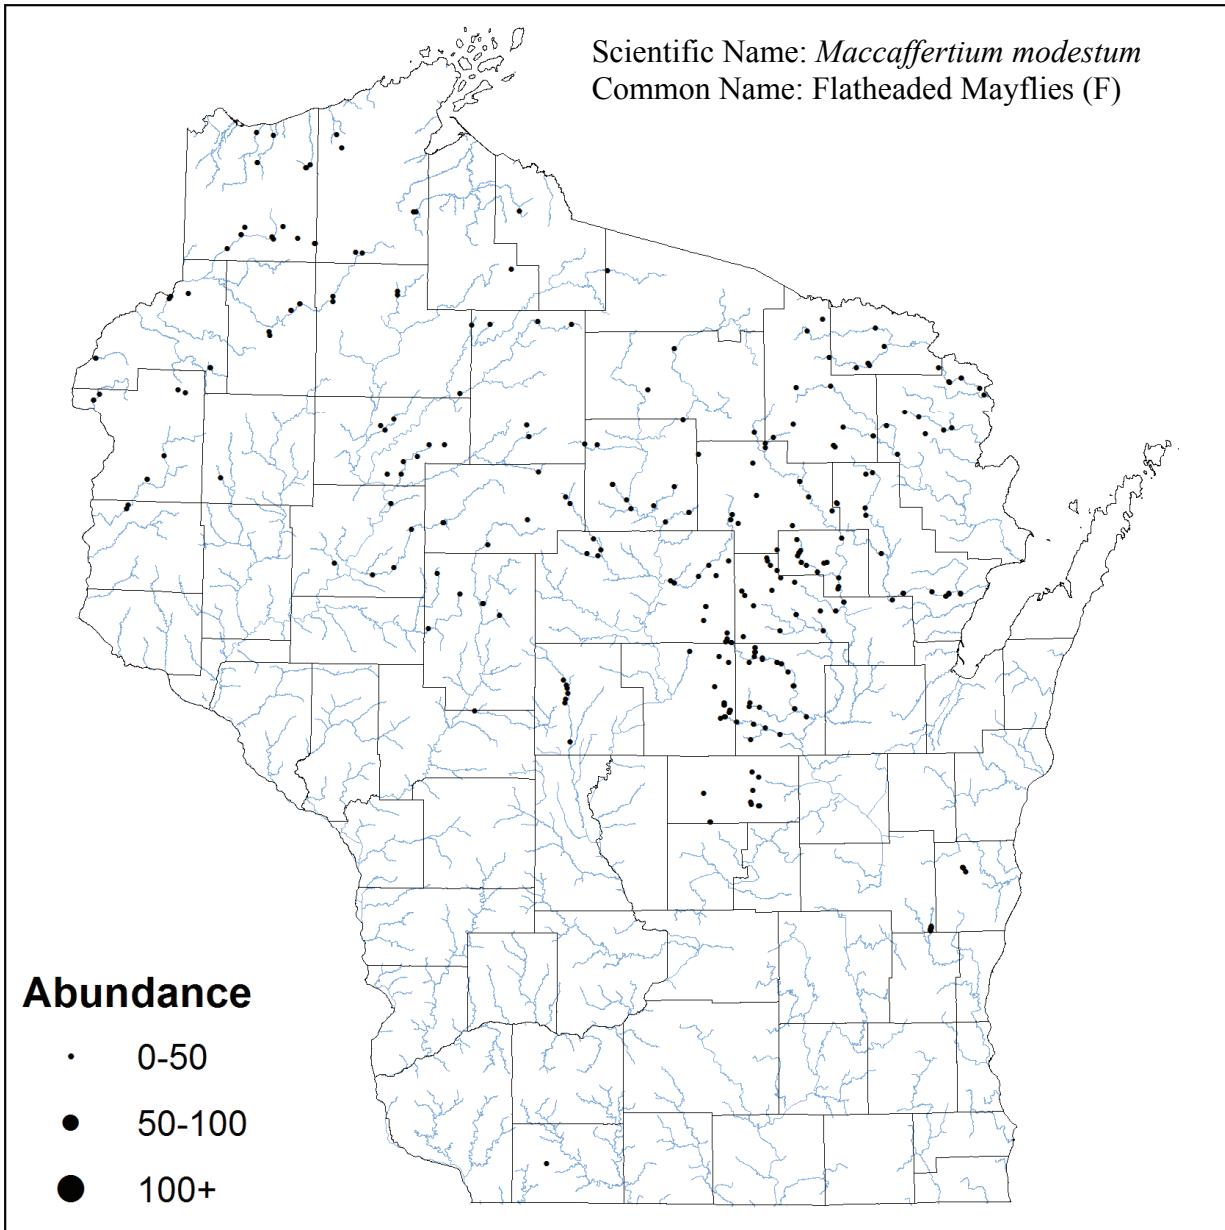 Scientific Name: Maccaffertium modestum
Common Name: Flatheaded Mayflies (F)
Abundance
0-50
50-100
100+